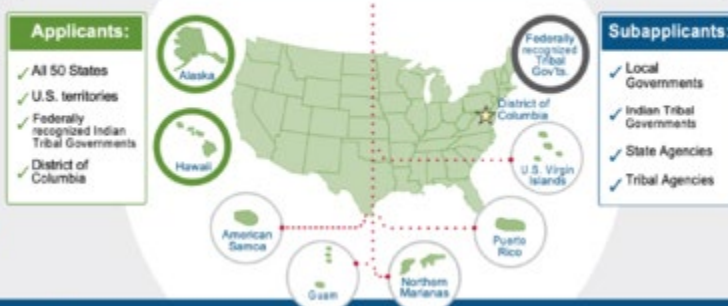 Applicants:
✓ All 50 States
✓ U.S. territories
✓ Federally
recognized Indian
Tribal Governments
✓ District of
Columbia
Alaska
Hawaii
American
Samoa
Guam
Northern
Marianas
Puerto
Rico
U.S. Virgin
Islands
District of
Columbia
Federally
recognized
Tribal
Gov'ts.
Subapplicants:
✓ Local
Governments
✓ Indian Tribal
Governments
✓ State Agencies
✓ Tribal Agencies